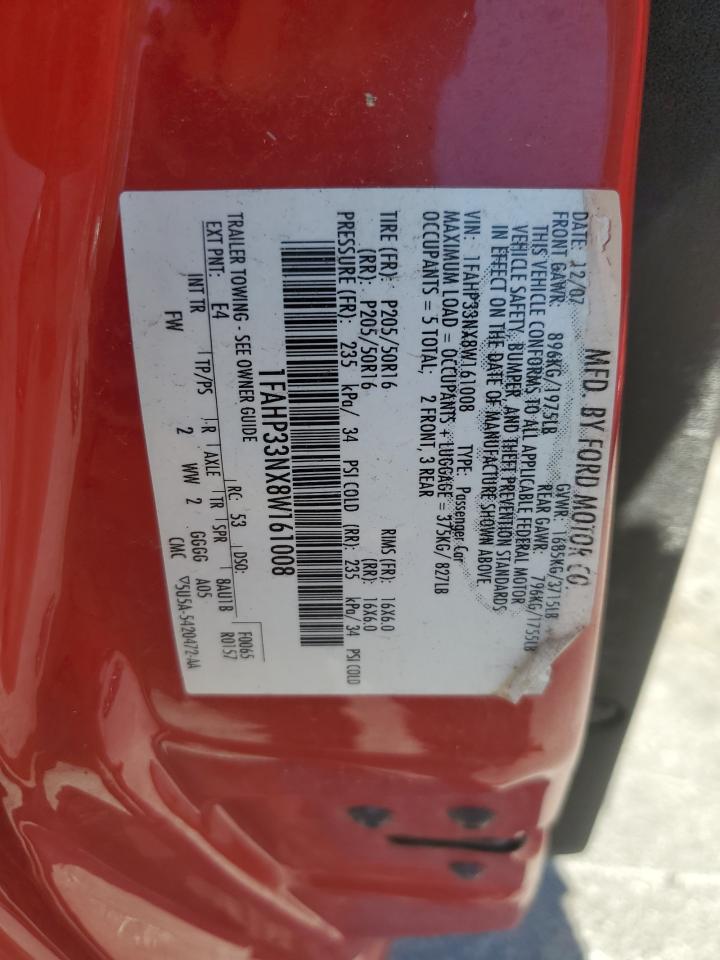 MFD. BY FORD MOTOR CO.
DATE: 12/07 GVWR: 1685KG/3715LB
FRONT GAWR: 896KG/1975LB REAR GAWR: 796KG/1755LB
THIS VEHICLE CONFORMS TO ALL APPLICABLE FEDERAL MOTOR
VEHICLE SAFETY, BUMPER, AND THEFT PREVENTION STANDARDS
IN EFFECT ON THE DATE OF MANUFACTURE SHOWN ABOVE.
VIN: 1FAHP33NX8W161008 TYPE: Passenger Car
MAXIMUM LOAD = OCCUPANTS + LUGGAGE = 375KG/ 827LB
OCCUPANTS = 5 TOTAL; 2 FRONT, 3 REAR
TIRE (FR): P205/50R16 RIMS (FR): 16X6.0
(RR): P205/50R16 (RR): 16X6.0
PRESSURE (FR): 235 kPa/ 34 PSI COLD (RR): 235 kPa/34 PSI COLD
1FAHP33NX8W161008
TRAILER TOWING - SEE OWNER GUIDE
F0065
R0157
EXT PNT: E4 RC: 53 DSO:
INT TR TP/PS R AXLE TR SPR 8AU1B
FW 2 WW 2 GGGG A05
CMC ▽5U5A-5420472-AA